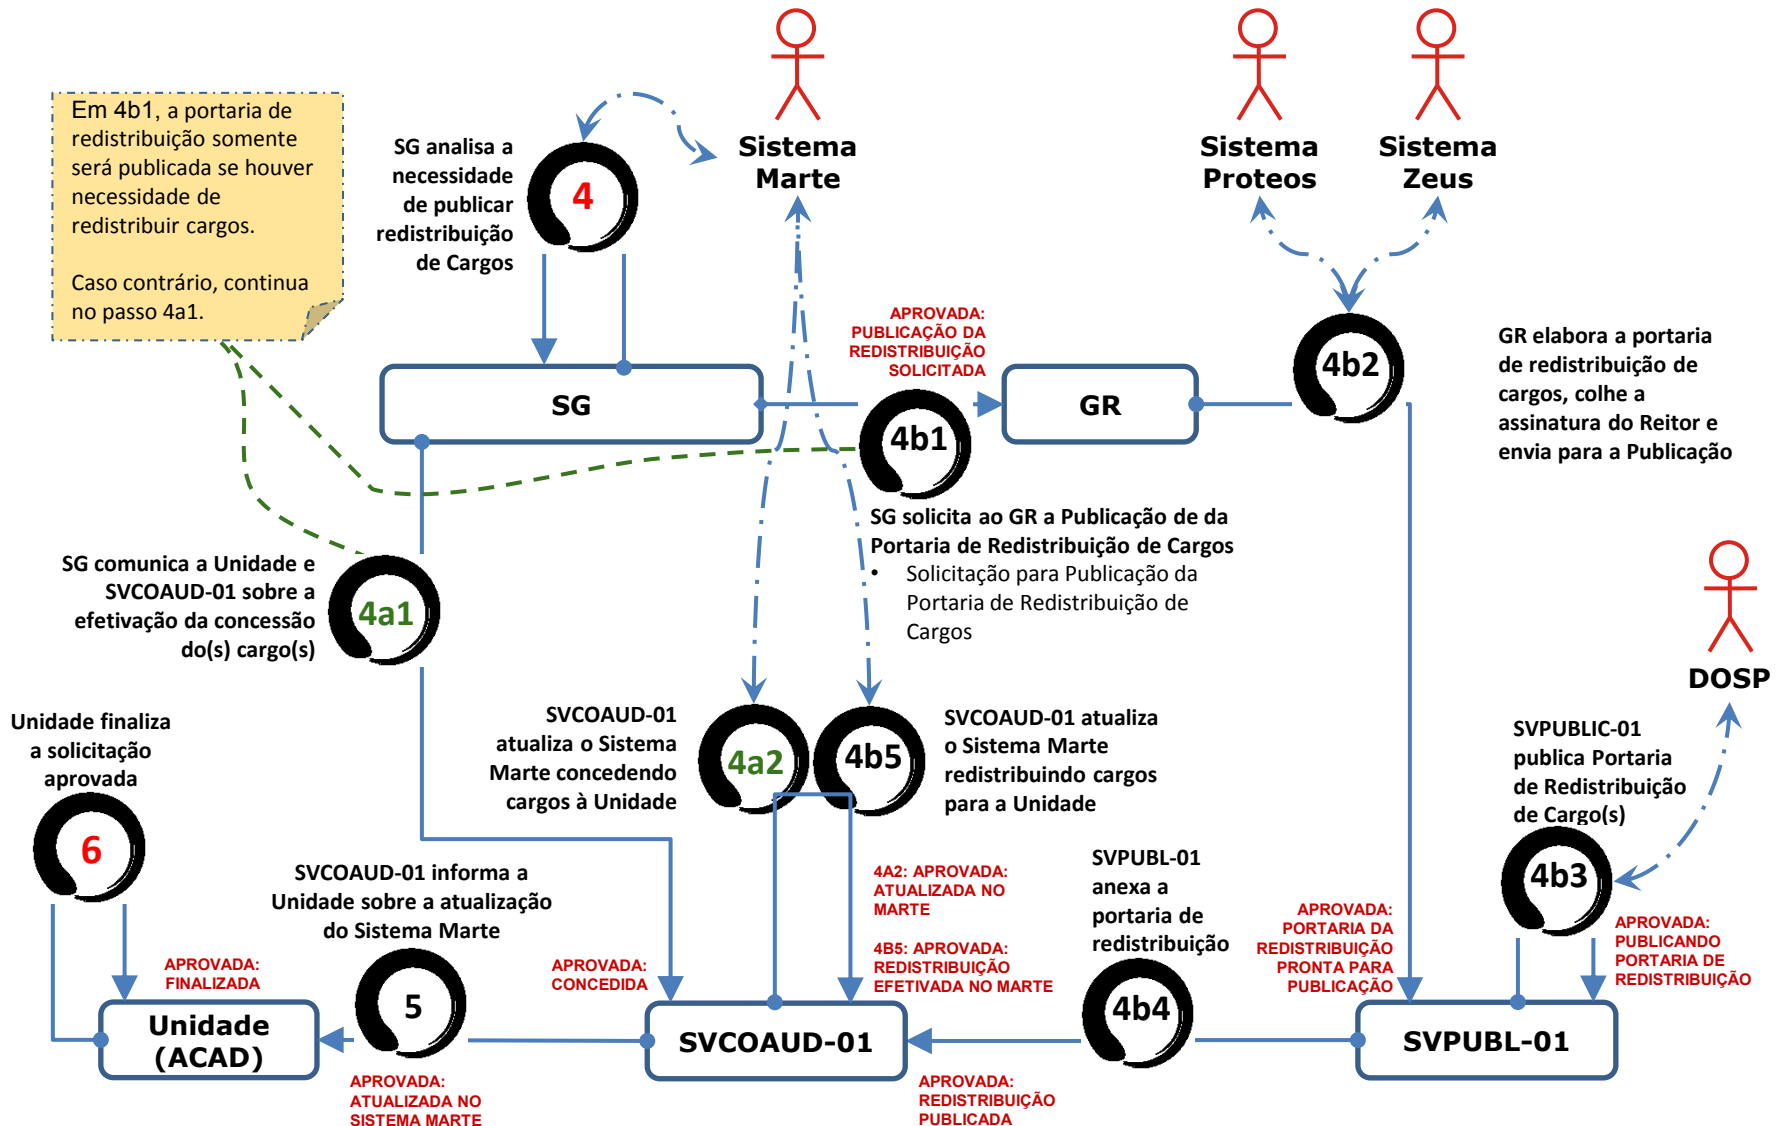 Em 4b1, a portaria de
redistribuição somente
será publicada se houver
necessidade de
redistribuir cargos.
Caso contrário, continua
no passo 4a1.
SG analisa a
necessidade
de publicar
redistribuição
de Cargos
4
Sistema
Marte
Sistema
Proteos
Sistema
Zeus
APROVADA:
PUBLICAÇÃO DA
REDISTRIBUIÇÃO
SOLICITADA
SG
4b1
GR
4b2
GR elabora a portaria
de redistribuição de
cargos, colhe a
assinatura do Reitor e
envia para a Publicação
SG solicita ao GR a Publicação de da
Portaria de Redistribuição de Cargos
• Solicitação para Publicação da
Portaria de Redistribuição de
Cargos
SG comunica a Unidade e
SVCOAUD-01 sobre a
efetivação da concessão
do(s) cargo(s)
4a1
DOSP
Unidade finaliza
a solicitação
aprovada
6
SVCOAUD-01
atualiza o Sistema
Marte concedendo
cargos à Unidade
4a2
4b5
SVCOAUD-01 atualiza
o Sistema Marte
redistribuindo cargos
para a Unidade
SVPUBLIC-01
publica Portaria
de Redistribuição
de Cargo(s)
4b3
SVCOAUD-01 informa a
Unidade sobre a atualização
do Sistema Marte
5
4A2: APROVADA:
ATUALIZADA NO
MARTE
4B5: APROVADA:
REDISTRIBUIÇÃO
EFETIVADA NO MARTE
SVPUBL-01
anexa a
portaria de
redistribuição
4b4
APROVADA:
PORTARIA DA
REDISTRIBUIÇÃO
PRONTA PARA
PUBLICAÇÃO
APROVADA:
PUBLICANDO
PORTARIA DE
REDISTRIBUIÇÃO
APROVADA:
FINALIZADA
APROVADA:
CONCEDIDA
Unidade
(ACAD)
SVCOAUD-01
SVPUBL-01
APROVADA:
ATUALIZADA NO
SISTEMA MARTE
APROVADA:
REDISTRIBUIÇÃO
PUBLICADA